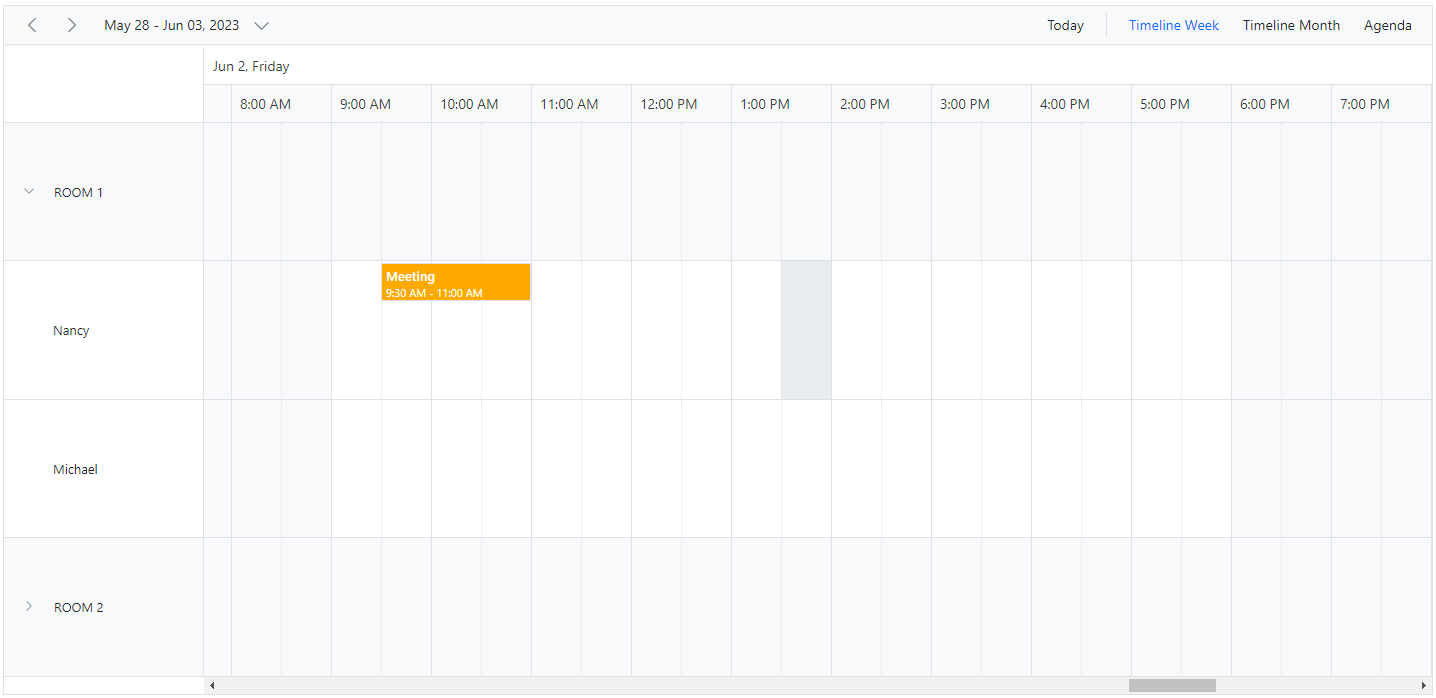 May 28 - Jun 03, 2023 Today Timeline Week Timeline Month Agenda
Jun 2, Friday
8:00 AM 9:00 AM 10:00 AM 11:00 AM 12:00 PM 1:00 PM 2:00 PM 3:00 PM 4:00 PM 5:00 PM 6:00 PM 7:00 PM
ROOM 1
Meeting
9:30 AM - 11:00 AM
Nancy
Michael
ROOM 2